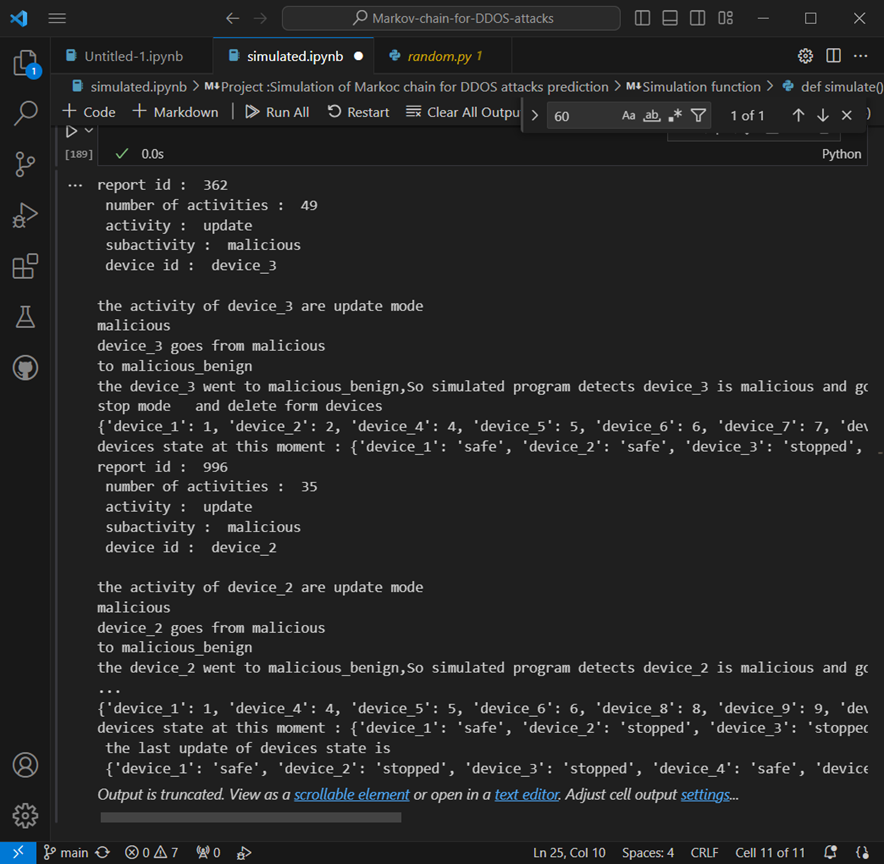 Markov-chain-for-DDOS-attacks
Untitled-1.ipynb
simulated.ipynb
random.py 1
simulated.ipynb > M↓Project :Simulation of Markoc chain for DDOS attacks prediction > M↓Simulation function > def simulate()
+ Code + Markdown Run All Restart Clear All Outpu
60 Aa ab 1 of 1
[189] 0.0s Python
1
... report id : 362
number of activities : 49
activity : update
subactivity : malicious
device id : device_3
the activity of device_3 are update mode
malicious
device_3 goes from malicious
to malicious_benign
the device_3 went to malicious_benign,So simulated program detects device_3 is malicious and go
stop mode and delete form devices
{'device_1': 1, 'device_2': 2, 'device_4': 4, 'device_5': 5, 'device_6': 6, 'device_7': 7, 'dev
devices state at this moment : {'device_1': 'safe', 'device_2': 'safe', 'device_3': 'stopped',
report id : 996
number of activities : 35
activity : update
subactivity : malicious
device id : device_2
the activity of device_2 are update mode
malicious
device_2 goes from malicious
to malicious_benign
the device_2 went to malicious_benign,So simulated program detects device_2 is malicious and go
...
{'device_1': 1, 'device_4': 4, 'device_5': 5, 'device_6': 6, 'device_8': 8, 'device_9': 9, 'dev
devices state at this moment : {'device_1': 'safe', 'device_2': 'stopped', 'device_3': 'stopped
the last update of devices state is
{'device_1': 'safe', 'device_2': 'stopped', 'device_3': 'stopped', 'device_4': 'safe', 'device
Output is truncated. View as a scrollable element or open in a text editor. Adjust cell output settings...
main 0 7 0 Ln 25, Col 10 Spaces: 4 CRLF Cell 11 of 11